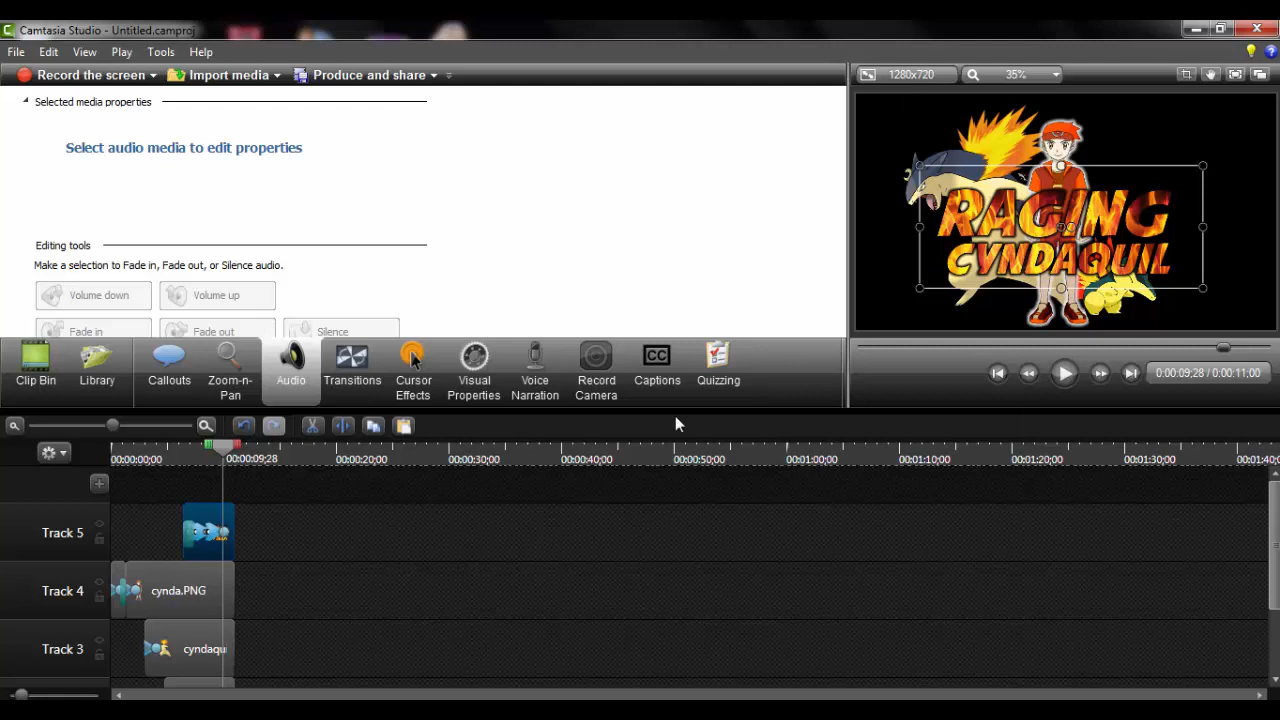 Camtasia Studio - Untitled.camproj
File Edit View Play Tools Help
Record the screen Import media Produce and share
1280x720 35%
Selected media properties
Select audio media to edit properties
Editing tools
Make a selection to Fade in, Fade out, or Silence audio.
Volume down Volume up
Fade in Fade out Silence
RAGING
CYNDAQUIL
Clip Bin Library Callouts Zoom-n-Pan Audio Transitions Cursor Effects Visual Properties Voice Narration Record Camera CC Captions Quizzing
0:00:09;28 / 0:00:11;00
00:00:00;00 00:00:09;28 00:00:20;00 00:00:30;00 00:00:40;00 00:00:50;00 00:01:00;00 00:01:10;00 00:01:20;00 00:01:30;00 00:01:40;0
Track 5
Track 4 cynda.PNG
Track 3 cyndaqu